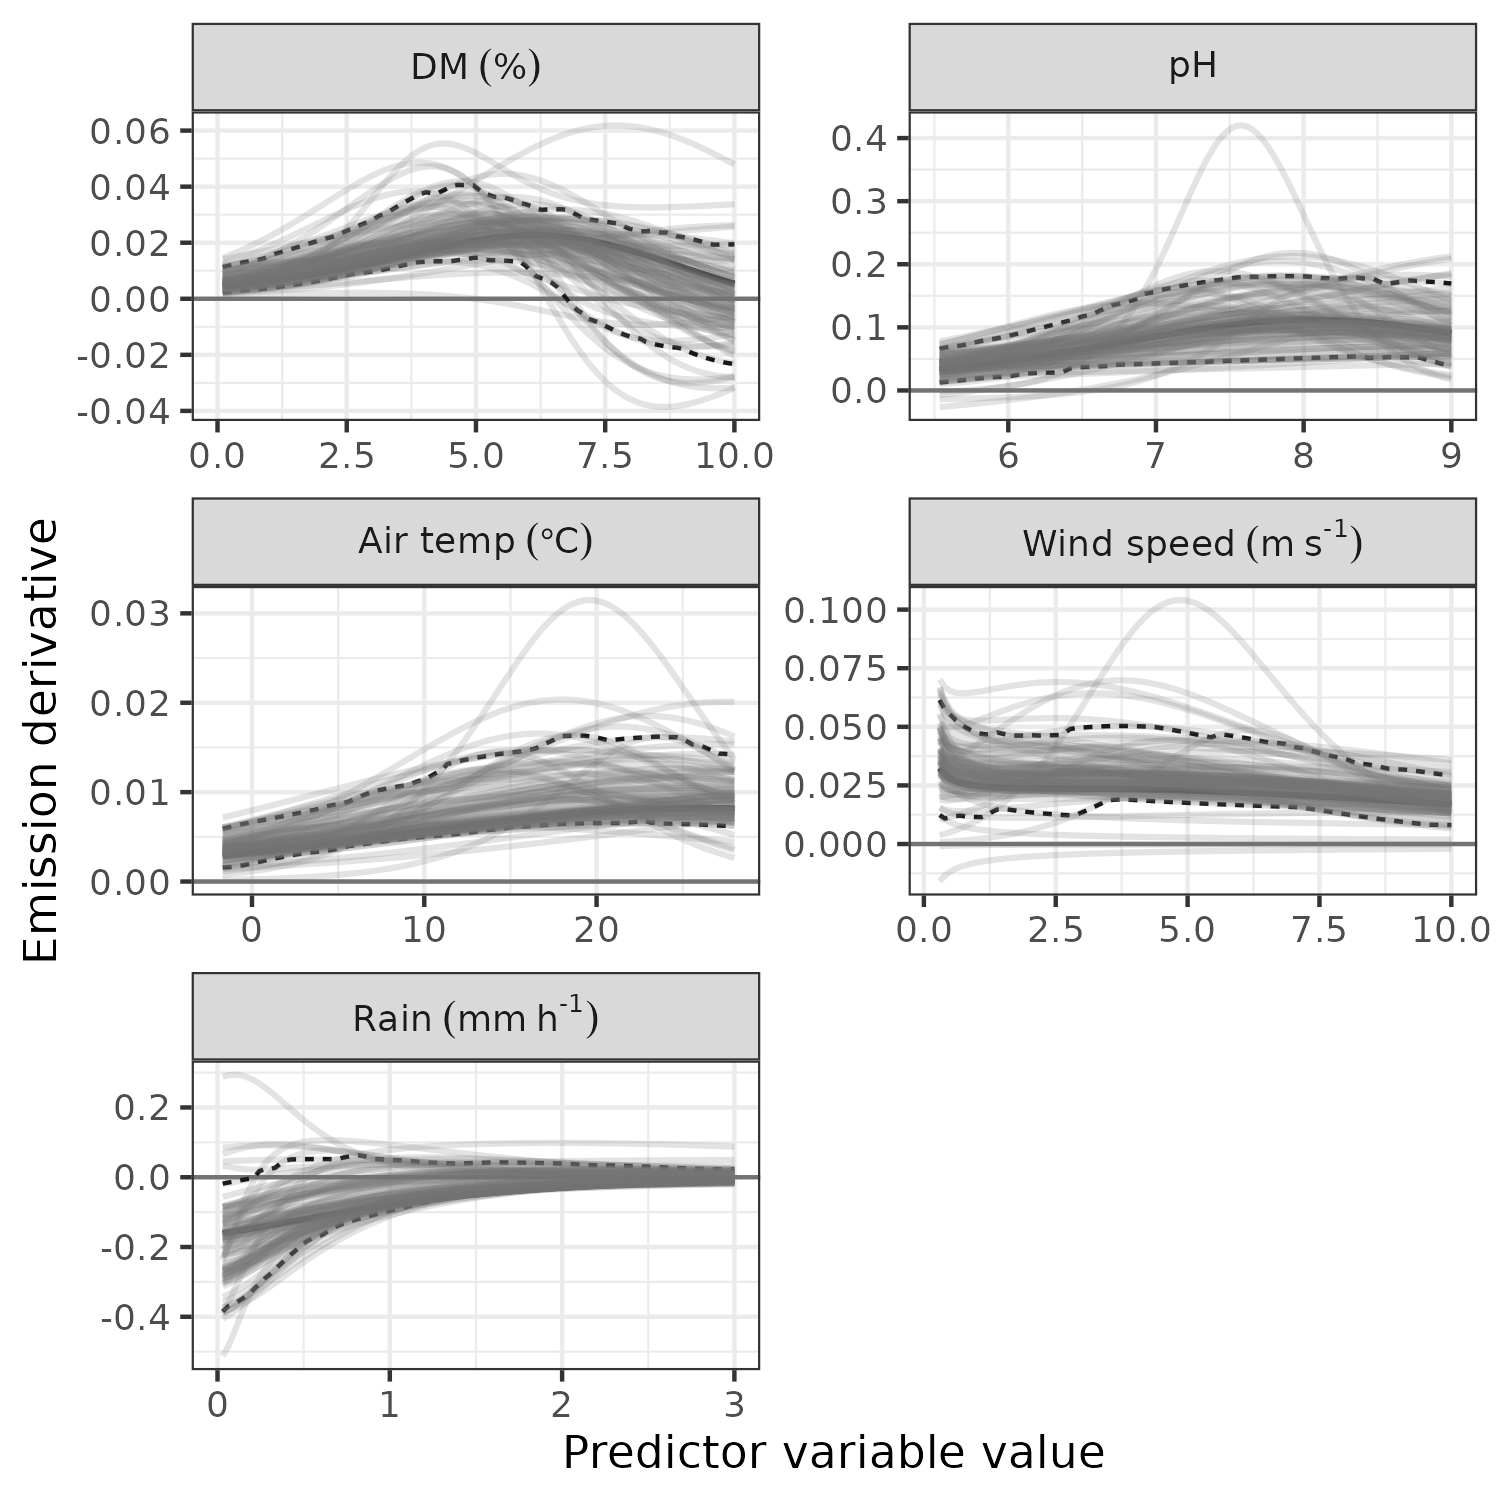 DM (%)
pH
0.06
0.04
0.02
0.00
-0.02
-0.04
0.4
0.3
0.2
0.1
0.0
0.0 2.5 5.0 7.5 10.0
6 7 8 9
Air temp (°C)
Wind speed (m s⁻¹)
Emission derivative
0.03
0.02
0.01
0.00
0.100
0.075
0.050
0.025
0.000
0 10 20
0.0 2.5 5.0 7.5 10.0
Rain (mm h⁻¹)
0.2
0.0
-0.2
-0.4
0 1 2 3
Predictor variable value